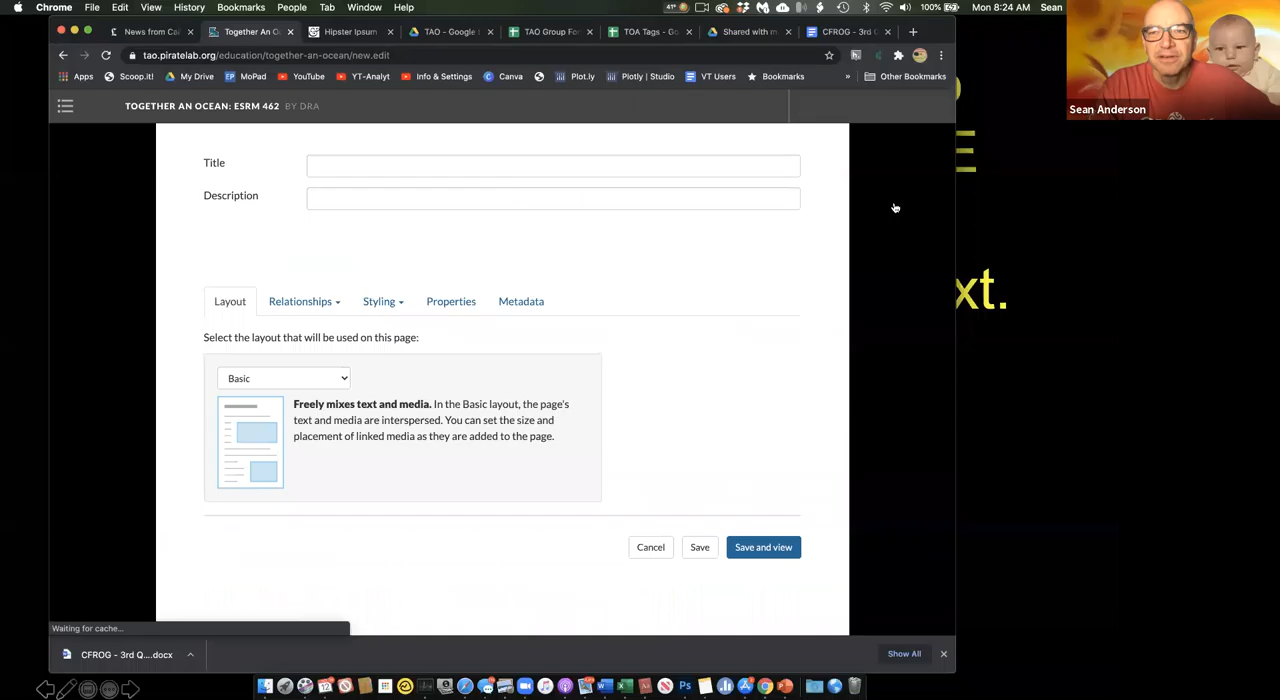 Chrome File Edit View History Bookmarks People Tab Window Help 41° 100% Mon 8:24 AM Sean
News from Cal Together An O Hipster Ipsum TAO - Google TAO Group For TOA Tags - Go Shared with m CFROG - 3rd
tao.piratelab.org/education/together-an-ocean/new.edit
Apps Scoop.it! My Drive EP MoPad YouTube YT-Analyt Info & Settings Canva Plot.ly Plotly | Studio VT Users Bookmarks » Other Bookmarks
Sean Anderson
TOGETHER AN OCEAN: ESRM 462 BY DRA
Title
Description
xt.
Layout Relationships Styling Properties Metadata
Select the layout that will be used on this page:
Basic
Freely mixes text and media. In the Basic layout, the page's
text and media are interspersed. You can set the size and
placement of linked media as they are added to the page.
Cancel Save Save and view
Waiting for cache...
CFROG - 3rd Q....docx Show All